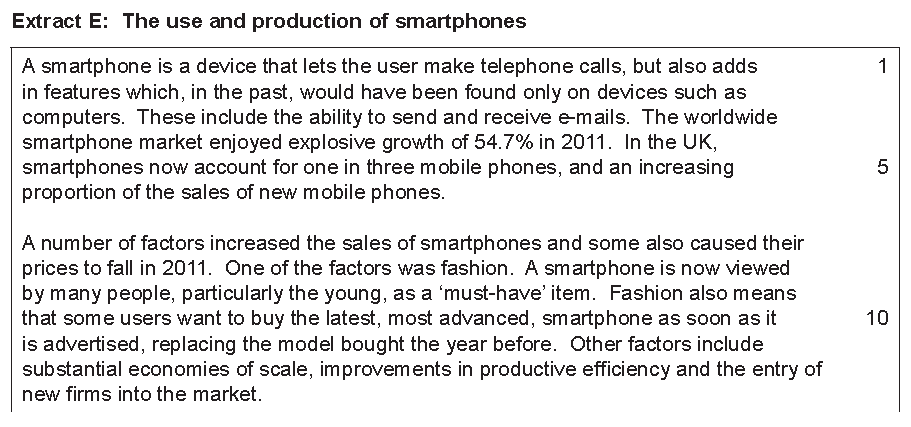 Extract E: The use and production of smartphones
A smartphone is a device that lets the user make telephone calls, but also adds 1
in features which, in the past, would have been found only on devices such as
computers. These include the ability to send and receive e-mails. The worldwide
smartphone market enjoyed explosive growth of 54.7% in 2011. In the UK,
smartphones now account for one in three mobile phones, and an increasing 5
proportion of the sales of new mobile phones.
A number of factors increased the sales of smartphones and some also caused their
prices to fall in 2011. One of the factors was fashion. A smartphone is now viewed
by many people, particularly the young, as a ‘must-have’ item. Fashion also means
that some users want to buy the latest, most advanced, smartphone as soon as it 10
is advertised, replacing the model bought the year before. Other factors include
substantial economies of scale, improvements in productive efficiency and the entry of
new firms into the market.